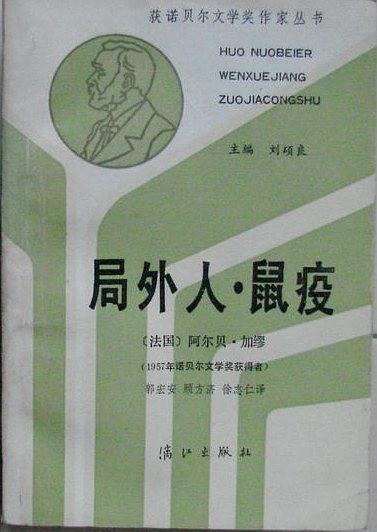 获诺贝尔文学奖作家丛书
HUO NUOBEIER
WENXUEJIANG
ZUOJIACONGSHU
主编 刘硕良
局外人·鼠疫
〔法国〕阿尔贝·加缪
(1957年诺贝尔文学奖获得者)
郭宏安 顾方济 徐志仁译
漓江出版社